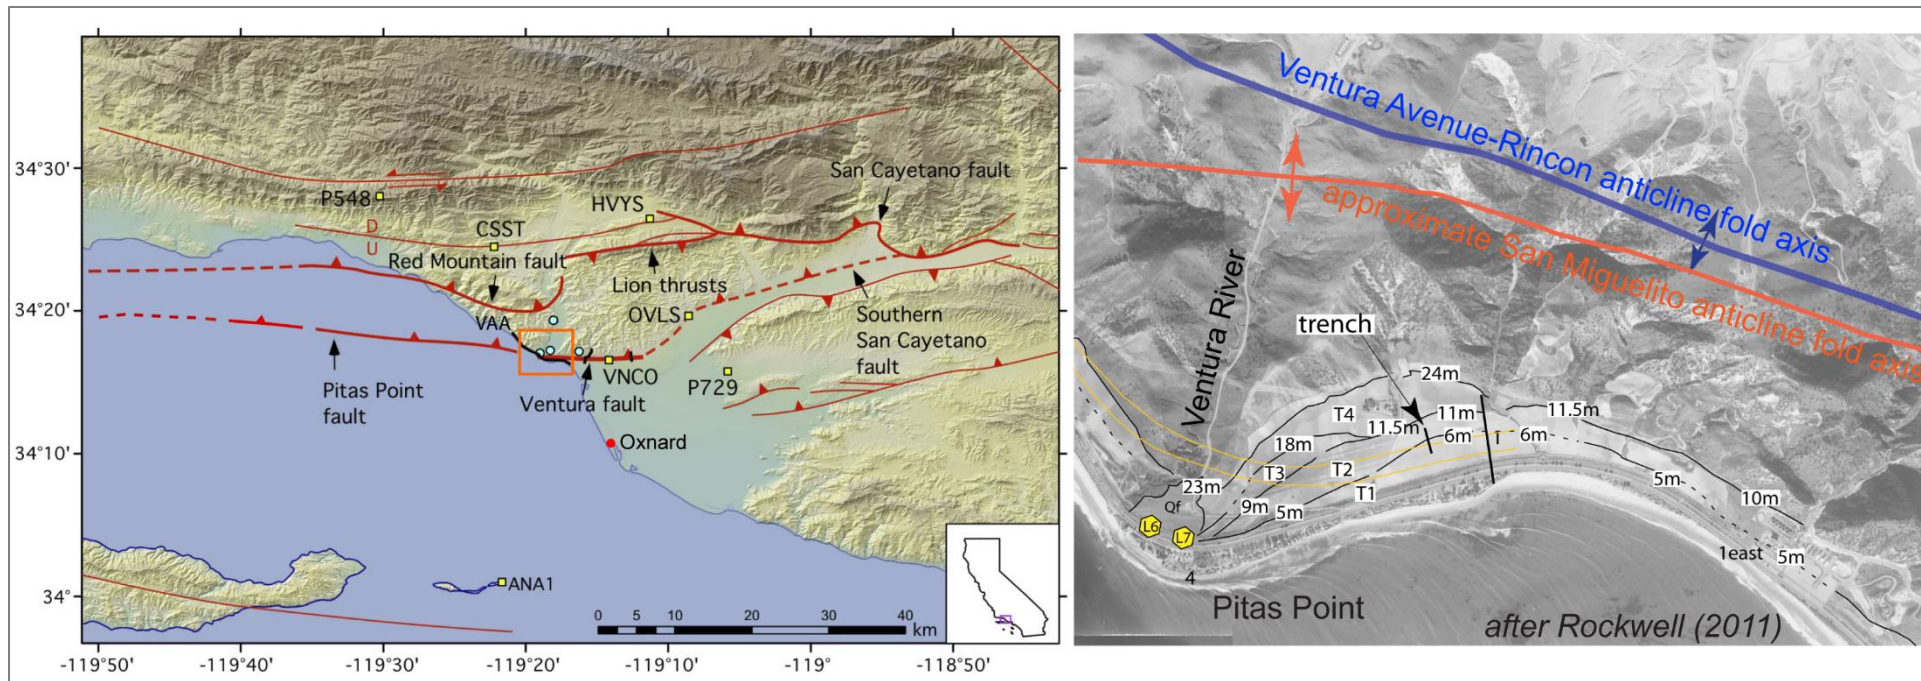 34°30'
34°20'
34°10'
34°
-119°50'
-119°40'
-119°30'
-119°20'
-119°10'
-119°
-118°50'
P548
D
U
CSST
HVYS
San Cayetano fault
Red Mountain fault
Lion thrusts
VAA
OVLS
Southern
San Cayetano
fault
Pitas Point
fault
VNCO
Ventura fault
P729
Oxnard
ANA1
0
5
10
20
30
40
km
Ventura Avenue-Rincon anticline fold axis
approximate San Miguelito anticline fold axis
Ventura River
trench
24m
T4
11m
11.5m
11.5m
18m
6m
6m
T3
T2
23m
T1
5m
9m
5m
10m
Qf
L6
L7
1east
5m
4
Pitas Point
after Rockwell (2011)